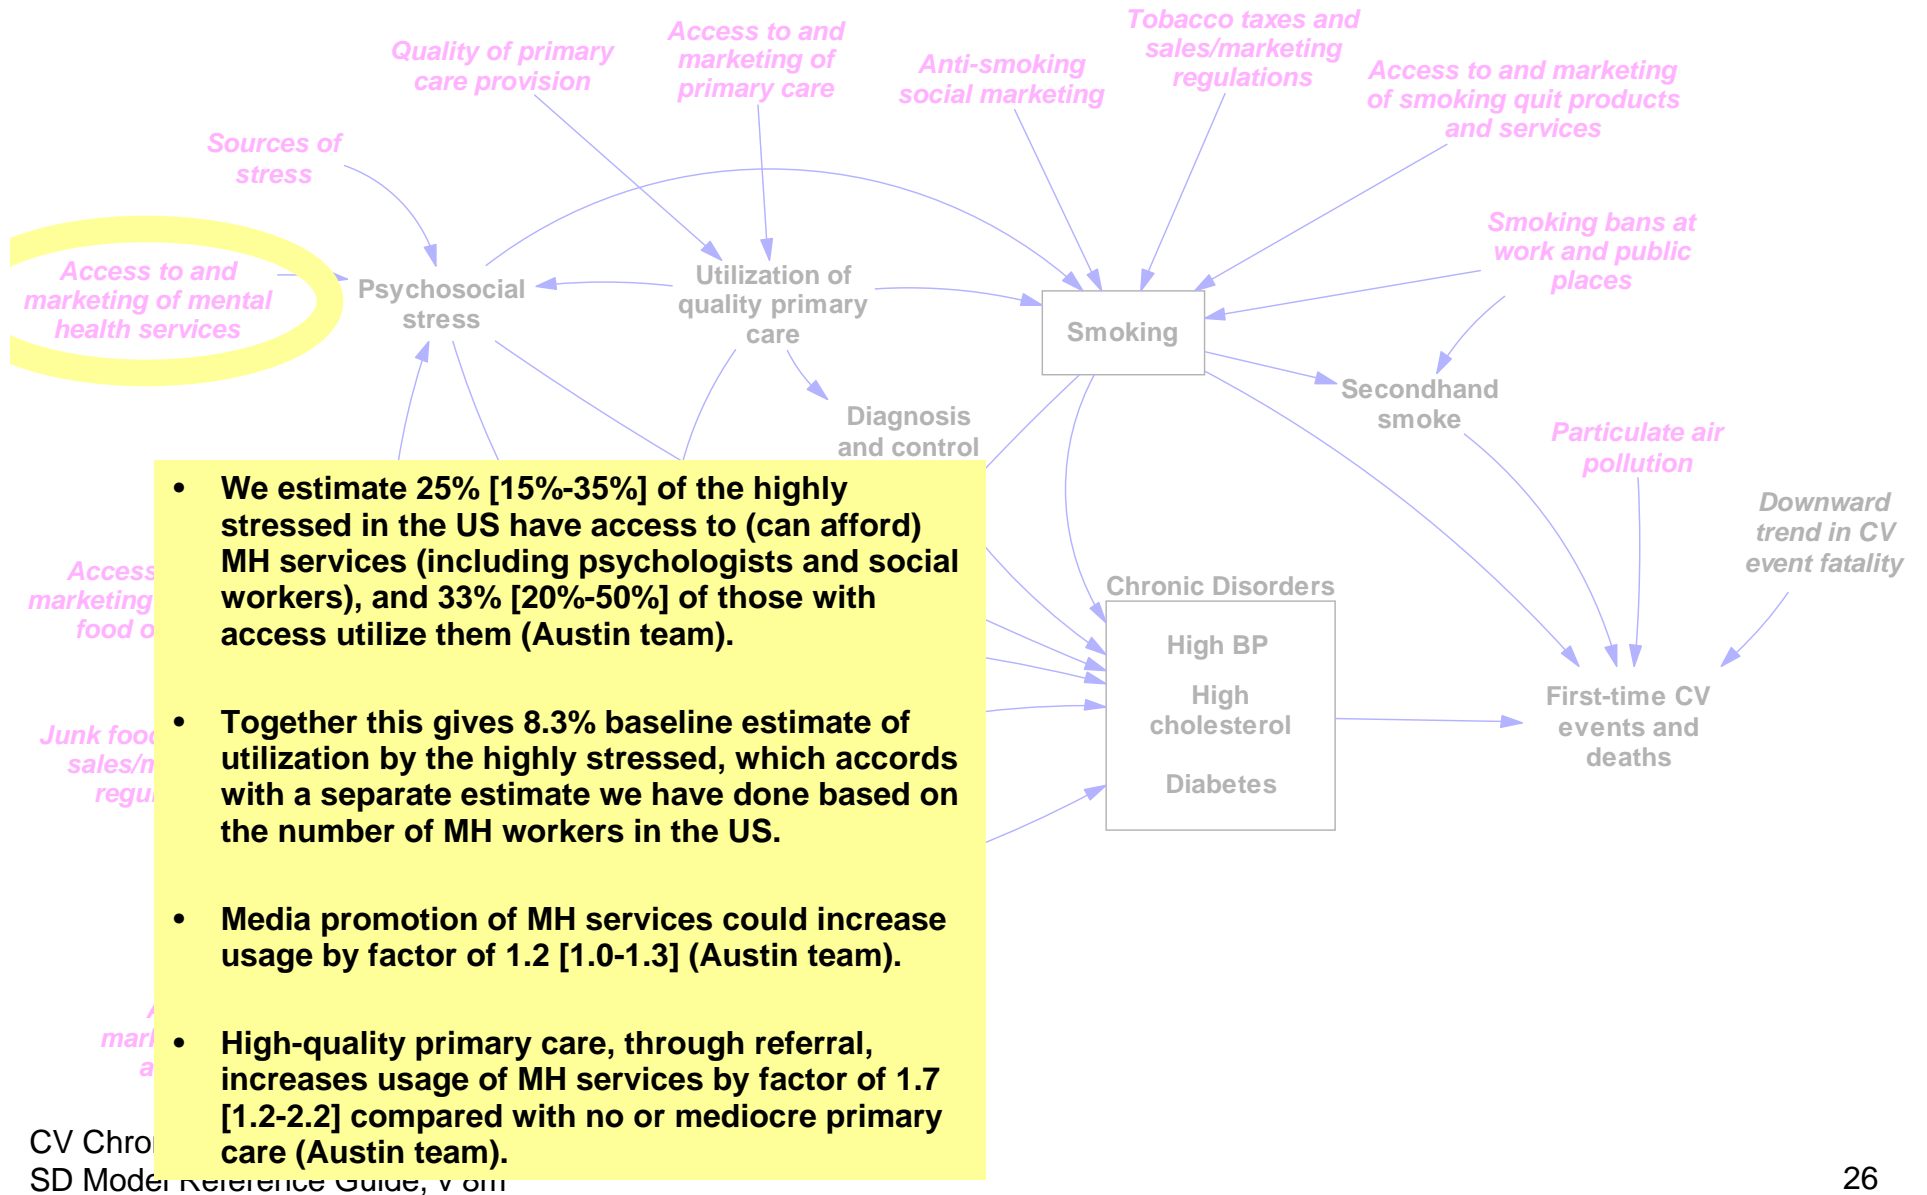 Quality of primary
care provision
Access to and
marketing of
primary care
Anti-smoking
social marketing
Tobacco taxes and
sales/marketing
regulations
Access to and marketing
of smoking quit products
and services
Sources of
stress
Smoking bans at
work and public
places
Access to and
marketing of mental
health services
Psychosocial
stress
Utilization of
quality primary
care
Smoking
Secondhand
smoke
Diagnosis
and control
Particulate air
pollution
Downward
trend in CV
event fatality
• We estimate 25% [15%-35%] of the highly
stressed in the US have access to (can afford)
MH services (including psychologists and social
workers), and 33% [20%-50%] of those with
access utilize them (Austin team).
• Together this gives 8.3% baseline estimate of
utilization by the highly stressed, which accords
with a separate estimate we have done based on
the number of MH workers in the US.
• Media promotion of MH services could increase
usage by factor of 1.2 [1.0-1.3] (Austin team).
• High-quality primary care, through referral,
increases usage of MH services by factor of 1.7
[1.2-2.2] compared with no or mediocre primary
care (Austin team).
Access
marketing
food
Junk
Chronic Disorders
High BP
High
cholesterol
Diabetes
First-time CV
events and
deaths
CV
SD Model Reference Guide, v 8m
26